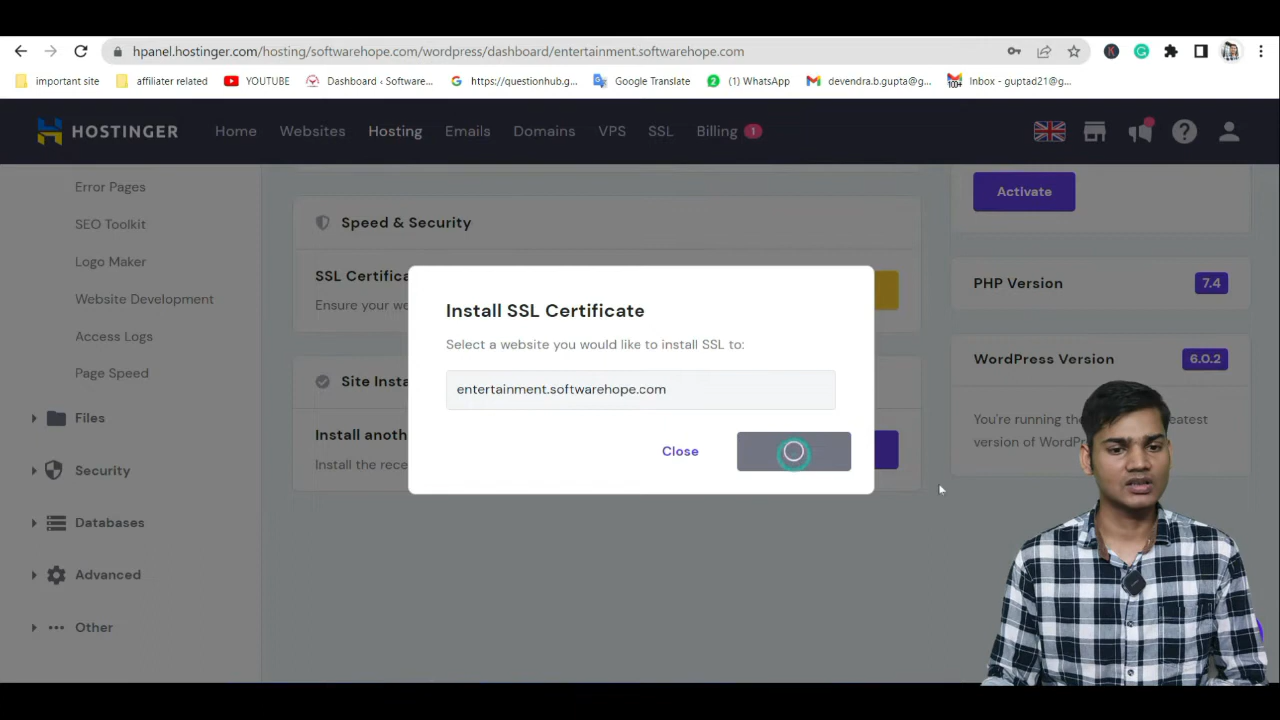 hpanel.hostinger.com/hosting/softwarehope.com/wordpress/dashboard/entertainment.softwarehope.com
important site
affiliater related
YOUTUBE
Dashboard ‹ Software...
https://questionhub.g...
Google Translate
(1) WhatsApp
devendra.b.gupta@g...
Inbox - guptad21@g...
HOSTINGER
Home
Websites
Hosting
Emails
Domains
VPS
SSL
Billing 1
Error Pages
SEO Toolkit
Logo Maker
Website Development
Access Logs
Page Speed
Files
Security
Databases
Advanced
Other
Speed & Security
SSL Certifica
Ensure your we
Site Insta
Install anoth
Install the rece
Install SSL Certificate
Select a website you would like to install SSL to:
entertainment.softwarehope.com
Close
Activate
PHP Version 7.4
WordPress Version 6.0.2
You're running the
atest
version of WordPr